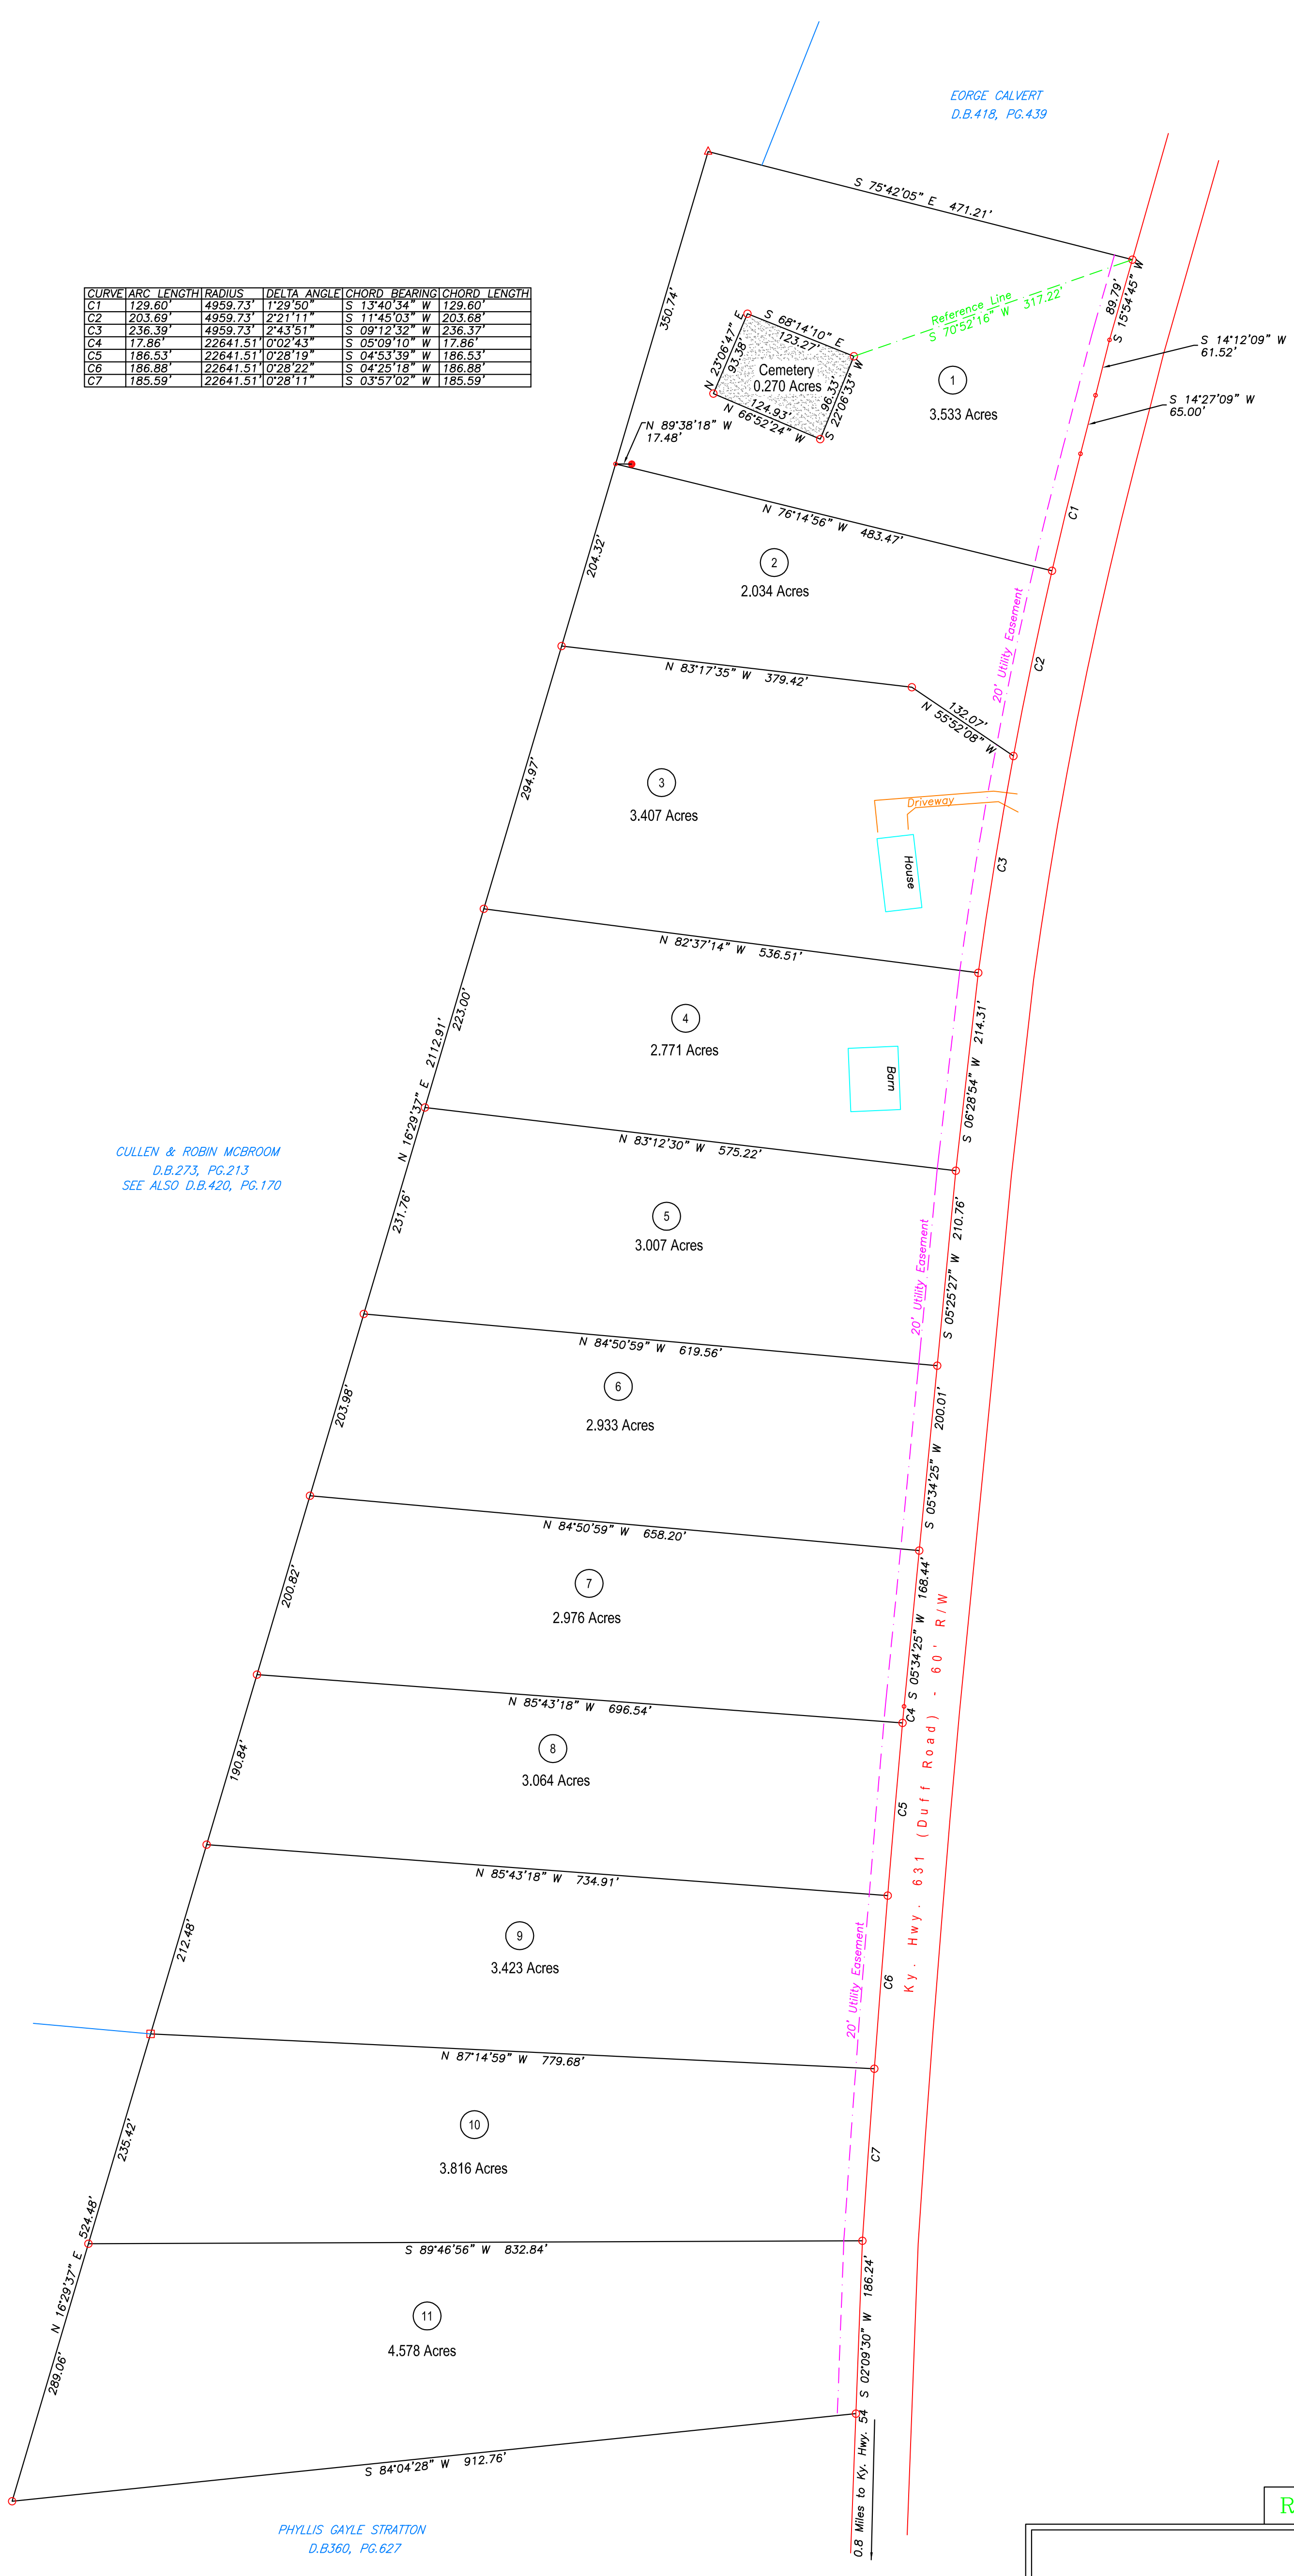 EORGE CALVERT
D.B.418, PG.439
S 75°42'05" E 471.21'
CURVE ARC LENGTH RADIUS DELTA ANGLE CHORD BEARING CHORD LENGTH
C1 129.60' 4959.73' 1°29'50" S 13°40'34" W 129.60'
C2 203.69' 4959.73' 2°21'11" S 11°45'03" W 203.68'
C3 236.39' 4959.73' 2°43'51" S 09°12'32" W 236.37'
C4 17.86' 22641.51' 0°02'43" S 05°09'10" W 17.86'
C5 186.53' 22641.51' 0°28'19" S 04°53'39" W 186.53'
C6 186.88' 22641.51' 0°28'22" S 04°25'18" W 186.88'
C7 185.59' 22641.51' 0°28'11" S 03°57'02" W 185.59'
350.74'
Reference Line
S 70°52'16" W 317.22'
89.79'
S 15°54'45" W
S 14°12'09" W
61.52'
S 14°27'09" W
65.00'
S 68°14'10" E
123.27'
N 23°06'47" E
93.38'
Cemetery
0.270 Acres
96.33'
S 22°06'33" W
124.93'
N 66°52'24" W
1
3.533 Acres
N 89°38'18" W
17.48'
N 76°14'56" W 483.47'
C1
204.32'
2
2.034 Acres
20' Utility Easement
C2
N 83°17'35" W 379.42'
132.07'
N 55°52'08" W
294.97'
3
3.407 Acres
Driveway
House
C3
N 82°37'14" W 536.51'
223.00'
4
2.771 Acres
Barn
S 06°28'54" W 214.31'
N 16°29'37" E 2112.91'
N 83°12'30" W 575.22'
CULLEN & ROBIN MCBROOM
D.B.273, PG.213
SEE ALSO D.B.420, PG.170
231.76'
5
3.007 Acres
20' Utility Easement
S 05°25'27" W 210.76'
N 84°50'59" W 619.56'
203.98'
6
2.933 Acres
S 05°34'25" W 200.01'
N 84°50'59" W 658.20'
200.82'
7
2.976 Acres
S 05°34'25" W 168.44'
C4
Ky. Hwy. 631 (Duff Road) - 60' R/W
N 85°43'18" W 696.54'
190.84'
8
3.064 Acres
C5
N 85°43'18" W 734.91'
212.48'
9
3.423 Acres
20' Utility Easement
C6
N 87°14'59" W 779.68'
235.42'
10
3.816 Acres
C7
N 16°29'37" E 524.48'
S 89°46'56" W 832.84'
289.06'
11
4.578 Acres
S 02°09'30" W 186.24'
S 84°04'28" W 912.76'
0.8 Miles to Ky. Hwy. 54
PHYLLIS GAYLE STRATTON
D.B360, PG.627
R